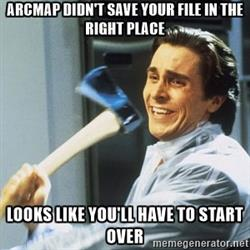 ARCMAP DIDN'T SAVE YOUR FILE IN THE
RIGHT PLACE
LOOKS LIKE YOU'LL HAVE TO START
OVER
memegenerator.net